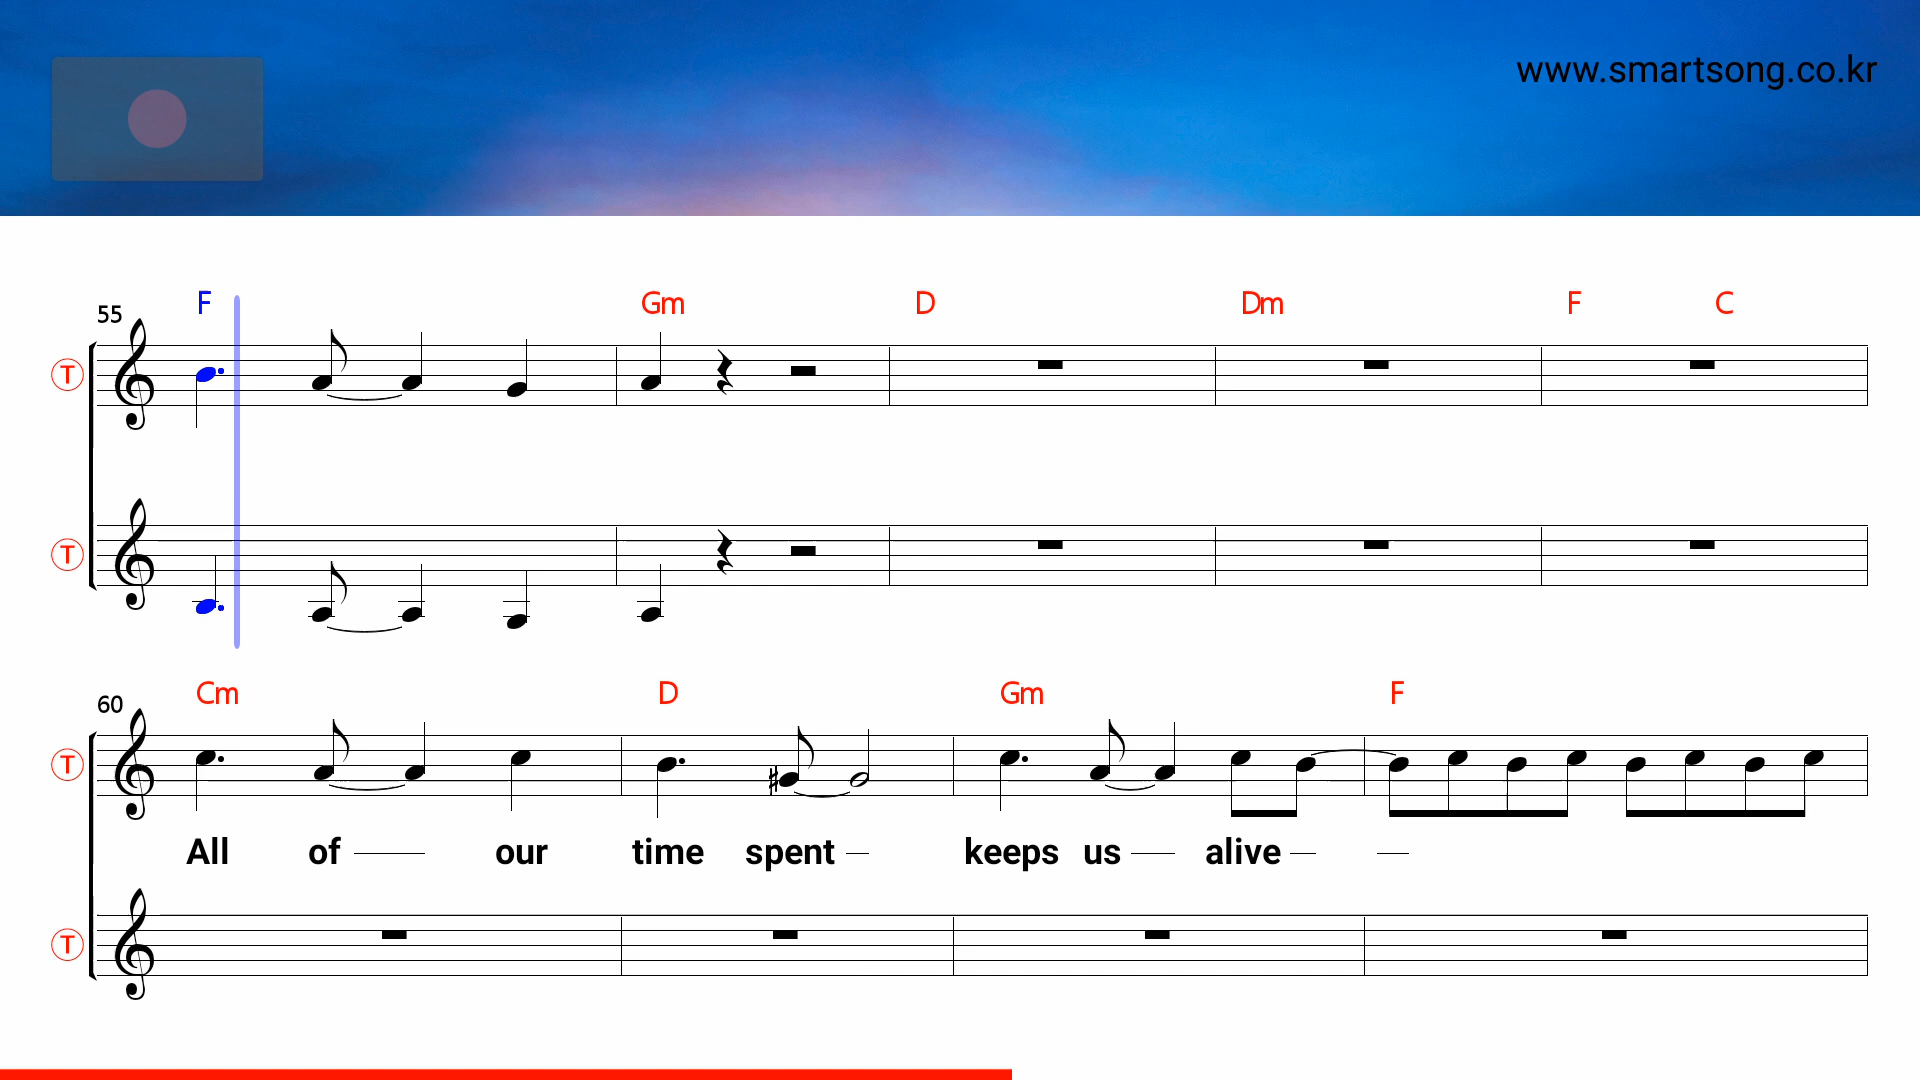 www.smartsong.co.kr
F Gm D Dm F C
55
T
T
Cm D Gm F
60
T
All of our time spent keeps us alive
T